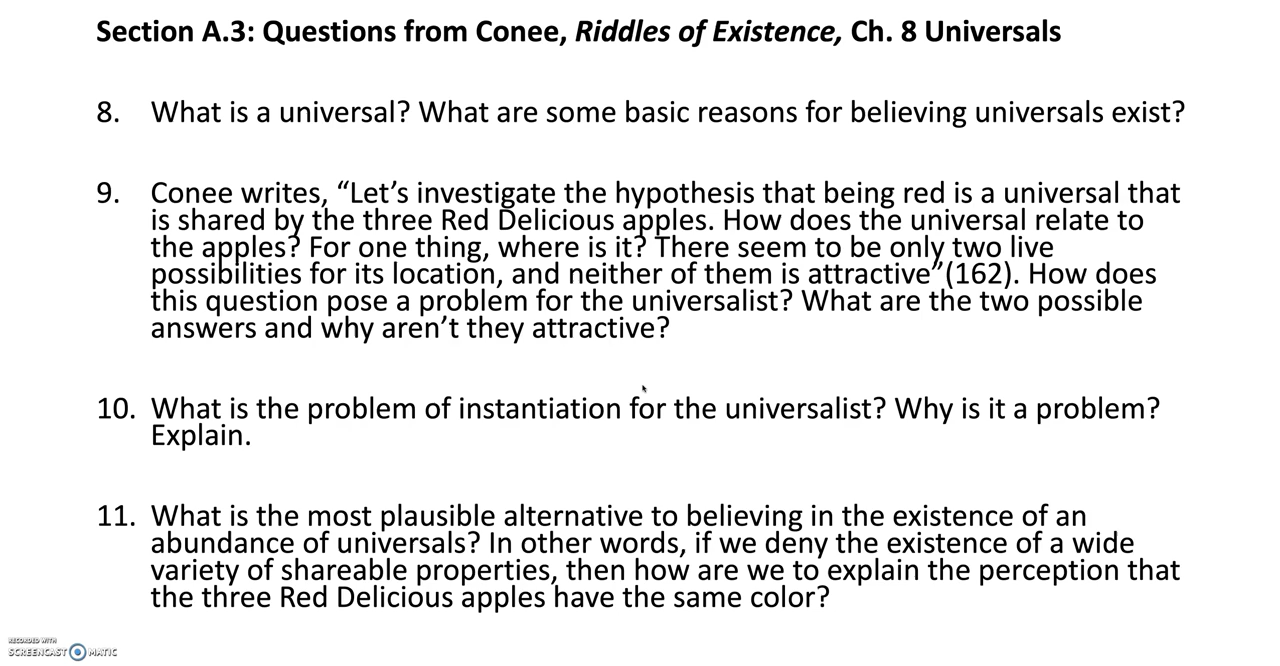 Section A.3: Questions from Conee, Riddles of Existence, Ch. 8 Universals
8. What is a universal? What are some basic reasons for believing universals exist?
9. Conee writes, “Let’s investigate the hypothesis that being red is a universal that
is shared by the three Red Delicious apples. How does the universal relate to
the apples? For one thing, where is it? There seem to be only two live
possibilities for its location, and neither of them is attractive”(162). How does
this question pose a problem for the universalist? What are the two possible
answers and why aren’t they attractive?
10. What is the problem of instantiation for the universalist? Why is it a problem?
Explain.
11. What is the most plausible alternative to believing in the existence of an
abundance of universals? In other words, if we deny the existence of a wide
variety of shareable properties, then how are we to explain the perception that
the three Red Delicious apples have the same color?
RECORDED WITH
SCREENCAST MATIC